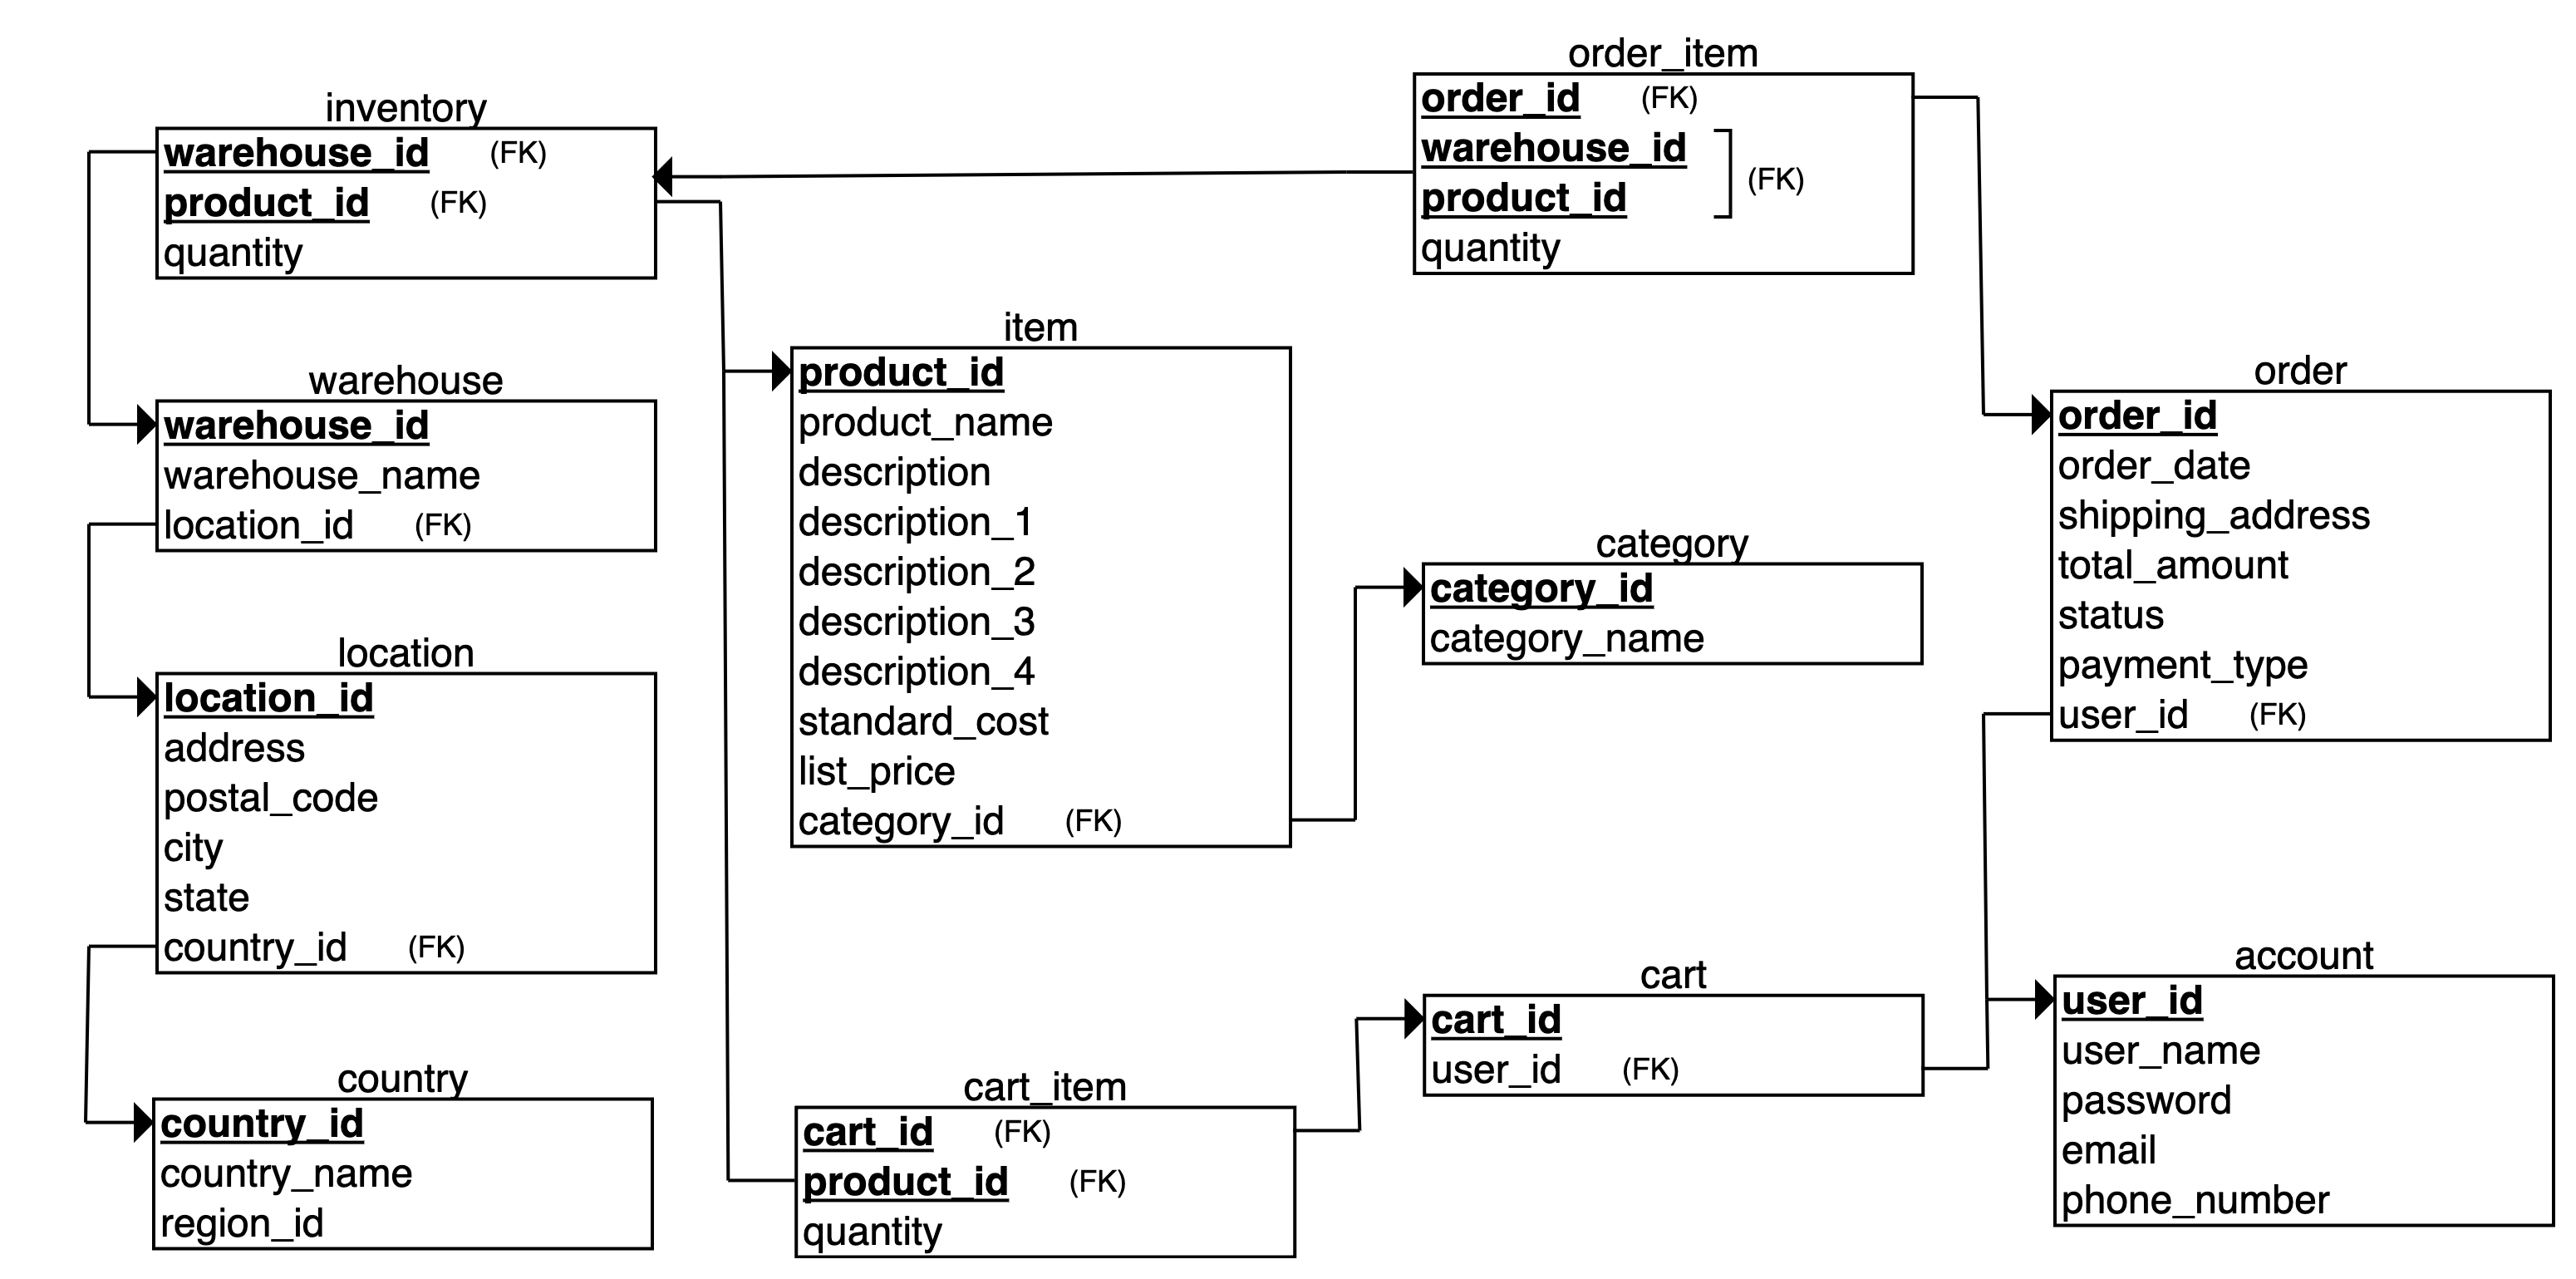 order_item
order_id (FK)
warehouse_id
product_id
(FK)
quantity
inventory
warehouse_id (FK)
product_id (FK)
quantity
item
product_id
product_name
description
description_1
description_2
description_3
description_4
standard_cost
list_price
category_id (FK)
warehouse
warehouse_id
warehouse_name
location_id (FK)
order
order_id
order_date
shipping_address
total_amount
status
payment_type
user_id (FK)
category
category_id
category_name
location
location_id
address
postal_code
city
state
country_id (FK)
account
user_id
user_name
password
email
phone_number
cart
cart_id
user_id (FK)
country
country_id
country_name
region_id
cart_item
cart_id (FK)
product_id (FK)
quantity